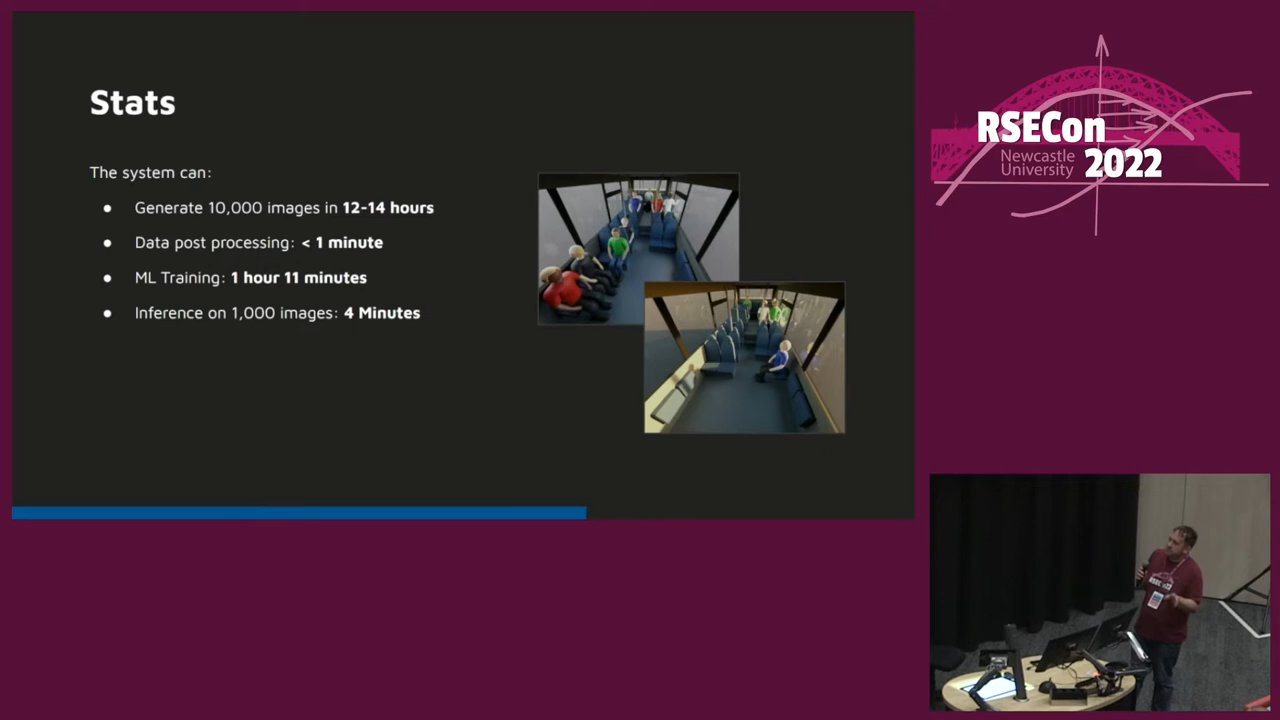 Stats
The system can:
● Generate 10,000 images in 12-14 hours
● Data post processing: < 1 minute
● ML Training: 1 hour 11 minutes
● Inference on 1,000 images: 4 Minutes
RSECon
Newcastle
University
2022